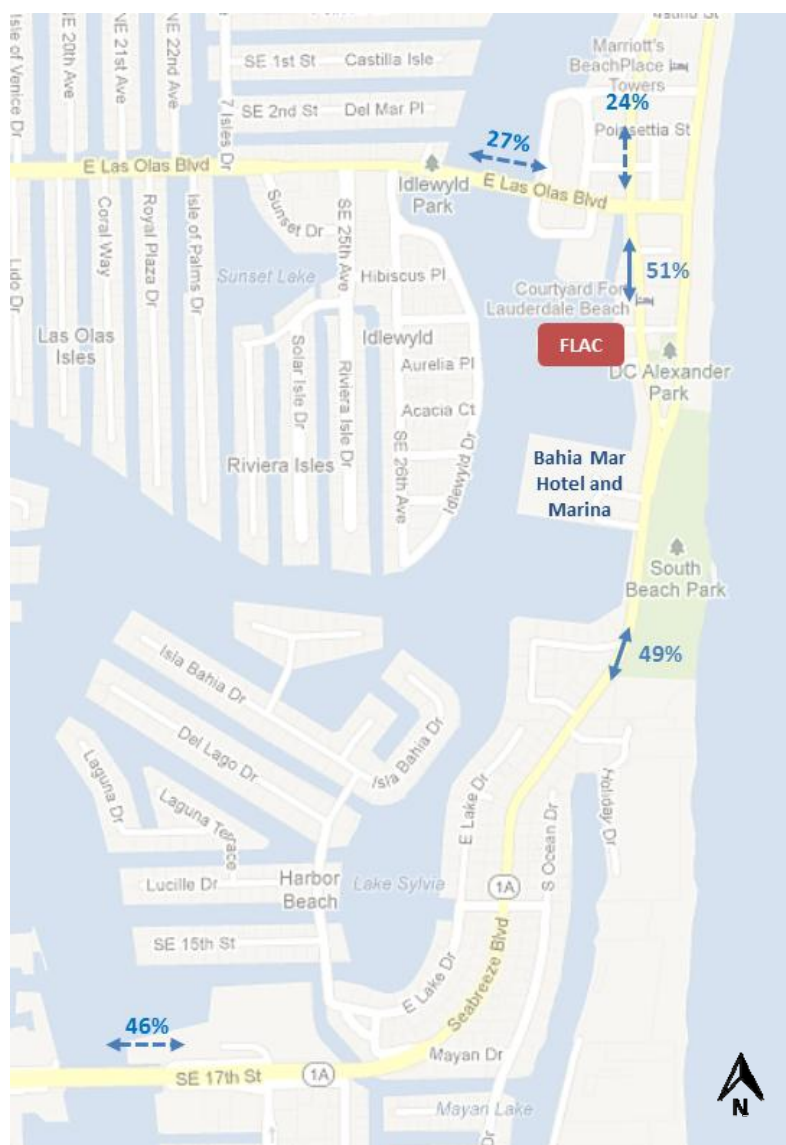 Isle of Venice Dr
NE 20th Ave
NE 21st Ave
NE 22nd Ave
7 Isles Dr
SE 1st St
Castilla Isle
SE 2nd St
Del Mar Pl
Marriott's
BeachPlace
Towers
24%
Poinsettia St
27%
E Las Olas Blvd
E Las Olas Blvd
Idlewyld
Park
Lido Dr
Coral Way
Royal Plaza Dr
Isle of Palms Dr
Sunset Dr
SE 25th Ave
Sunset Lake
Hibiscus Pl
51%
Courtyard Fort
Lauderdale Beach
Las Olas
Isles
Idlewyld
FLAC
Aurelia Pl
DC Alexander
Park
Solar Isle Dr
Riviera Isle Dr
Acacia Ct
SE 26th Ave
Idlewyld Dr
Riviera Isles
Bahia Mar
Hotel and
Marina
South
Beach Park
49%
Isla Bahia Dr
Del Lago Dr
Isla Bahia Dr
Laguna Dr
Laguna Terrace
E Lake Dr
Holiday Dr
S Ocean Dr
Lucille Dr
Harbor
Beach
Lake Sylvia
1A
SE 15th St
E Lake Dr
Seabreeze Blvd
46%
Mayan Dr
SE 17th St
1A
Mayan Lake
N